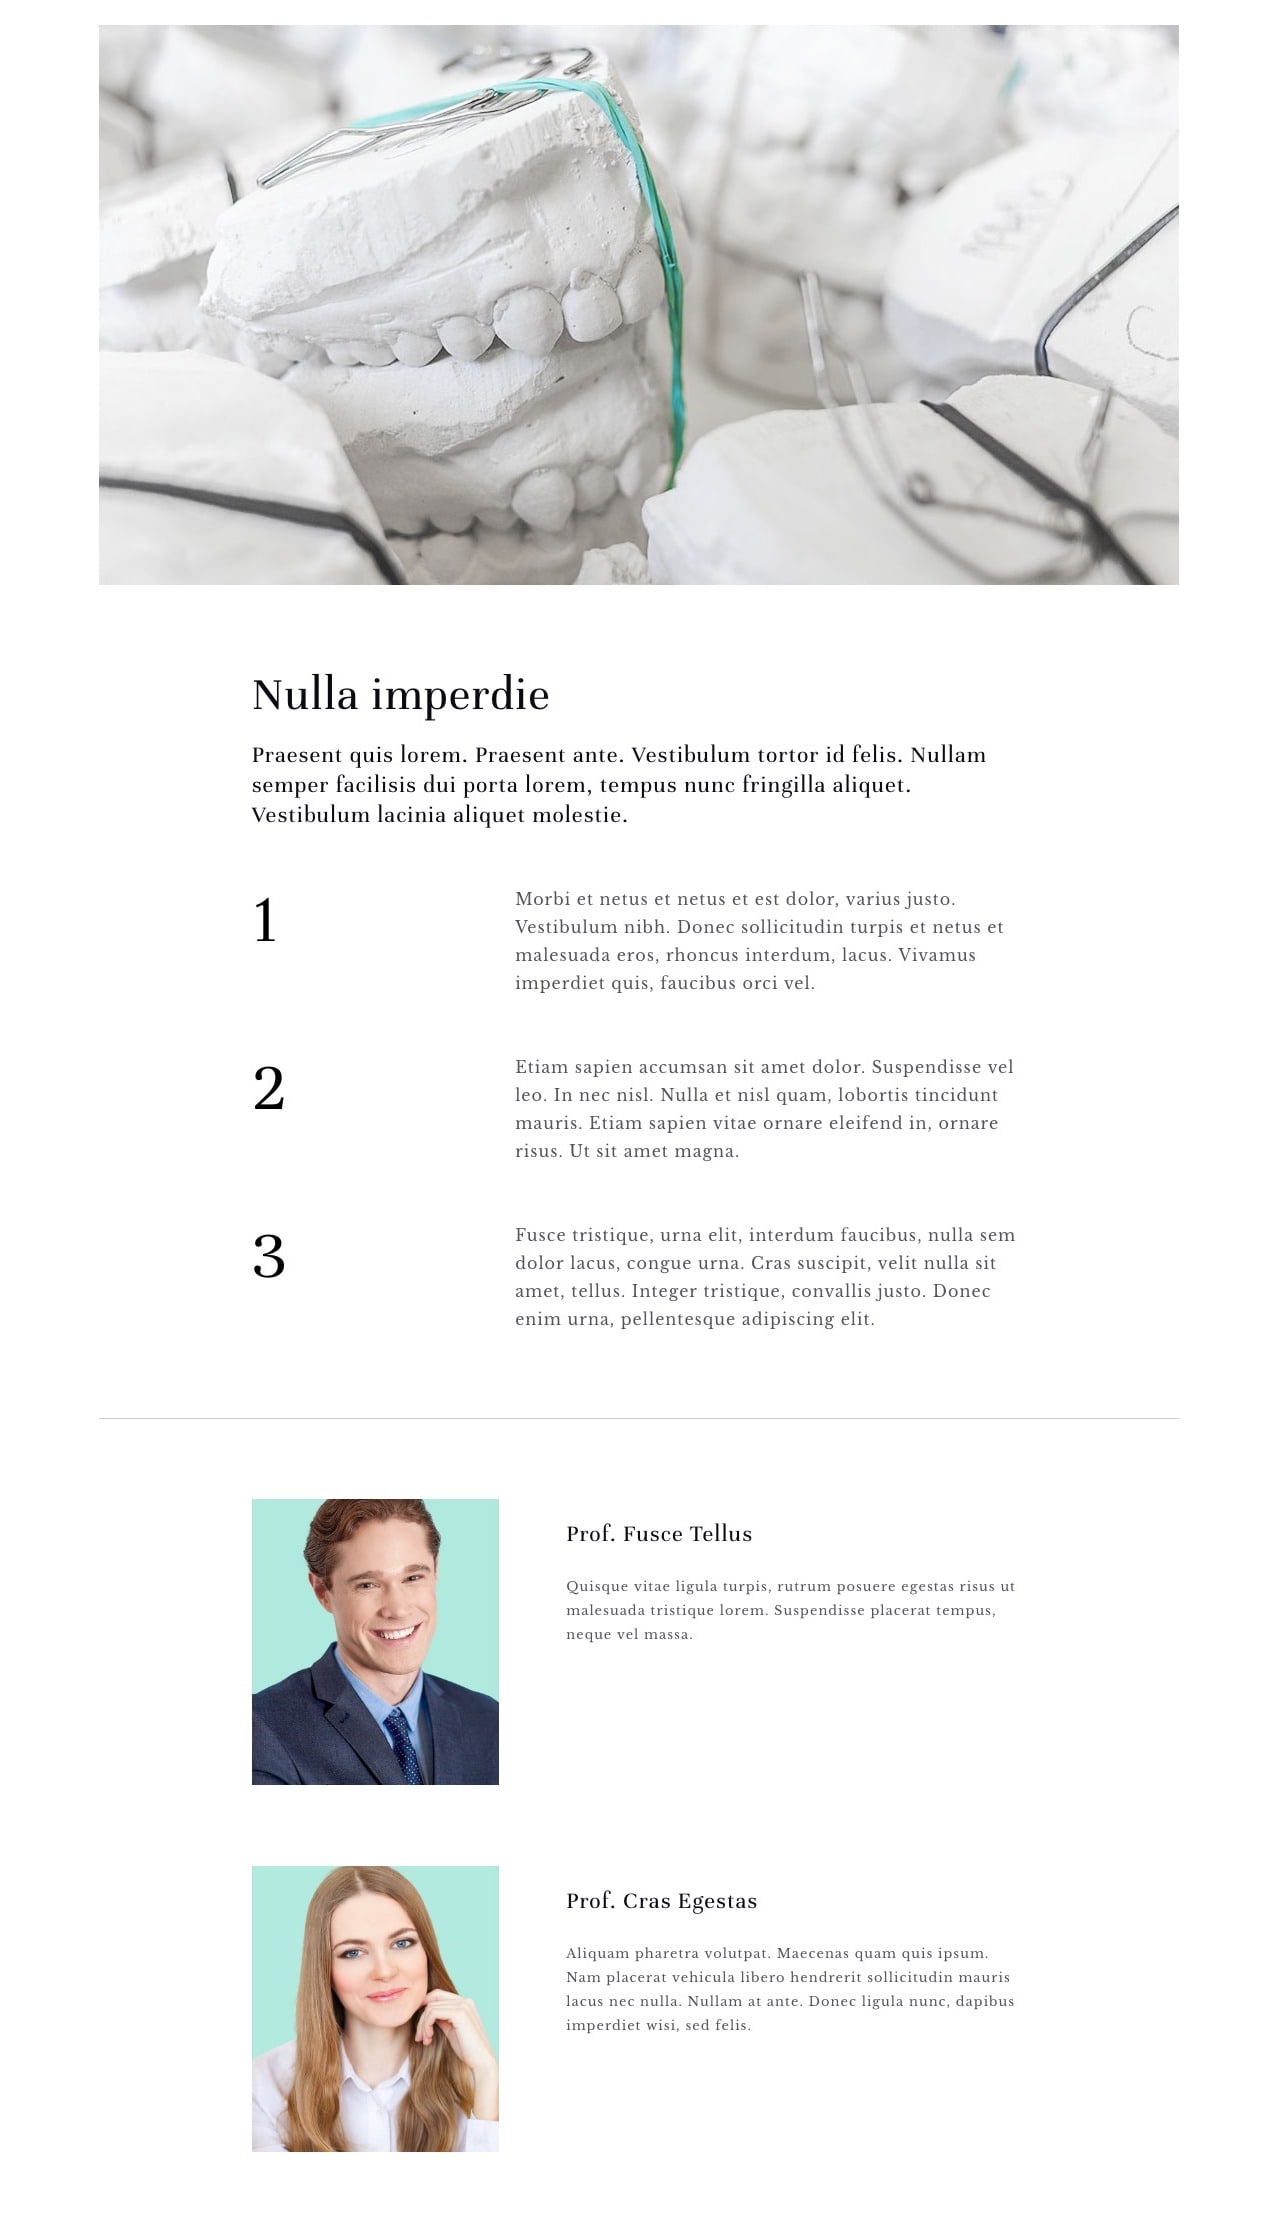 Nulla imperdie
Praesent quis lorem. Praesent ante. Vestibulum tortor id felis. Nullam
semper facilisis dui porta lorem, tempus nunc fringilla aliquet.
Vestibulum lacinia aliquet molestie.
1
Morbi et netus et netus et est dolor, varius justo.
Vestibulum nibh. Donec sollicitudin turpis et netus et
malesuada eros, rhoncus interdum, lacus. Vivamus
imperdiet quis, faucibus orci vel.
2
Etiam sapien accumsan sit amet dolor. Suspendisse vel
leo. In nec nisl. Nulla et nisl quam, lobortis tincidunt
mauris. Etiam sapien vitae ornare eleifend in, ornare
risus. Ut sit amet magna.
3
Fusce tristique, urna elit, interdum faucibus, nulla sem
dolor lacus, congue urna. Cras suscipit, velit nulla sit
amet, tellus. Integer tristique, convallis justo. Donec
enim urna, pellentesque adipiscing elit.
Prof. Fusce Tellus
Quisque vitae ligula turpis, rutrum posuere egestas risus ut
malesuada tristique lorem. Suspendisse placerat tempus,
neque vel massa.
Prof. Cras Egestas
Aliquam pharetra volutpat. Maecenas quam quis ipsum.
Nam placerat vehicula libero hendrerit sollicitudin mauris
lacus nec nulla. Nullam at ante. Donec ligula nunc, dapibus
imperdiet wisi, sed felis.